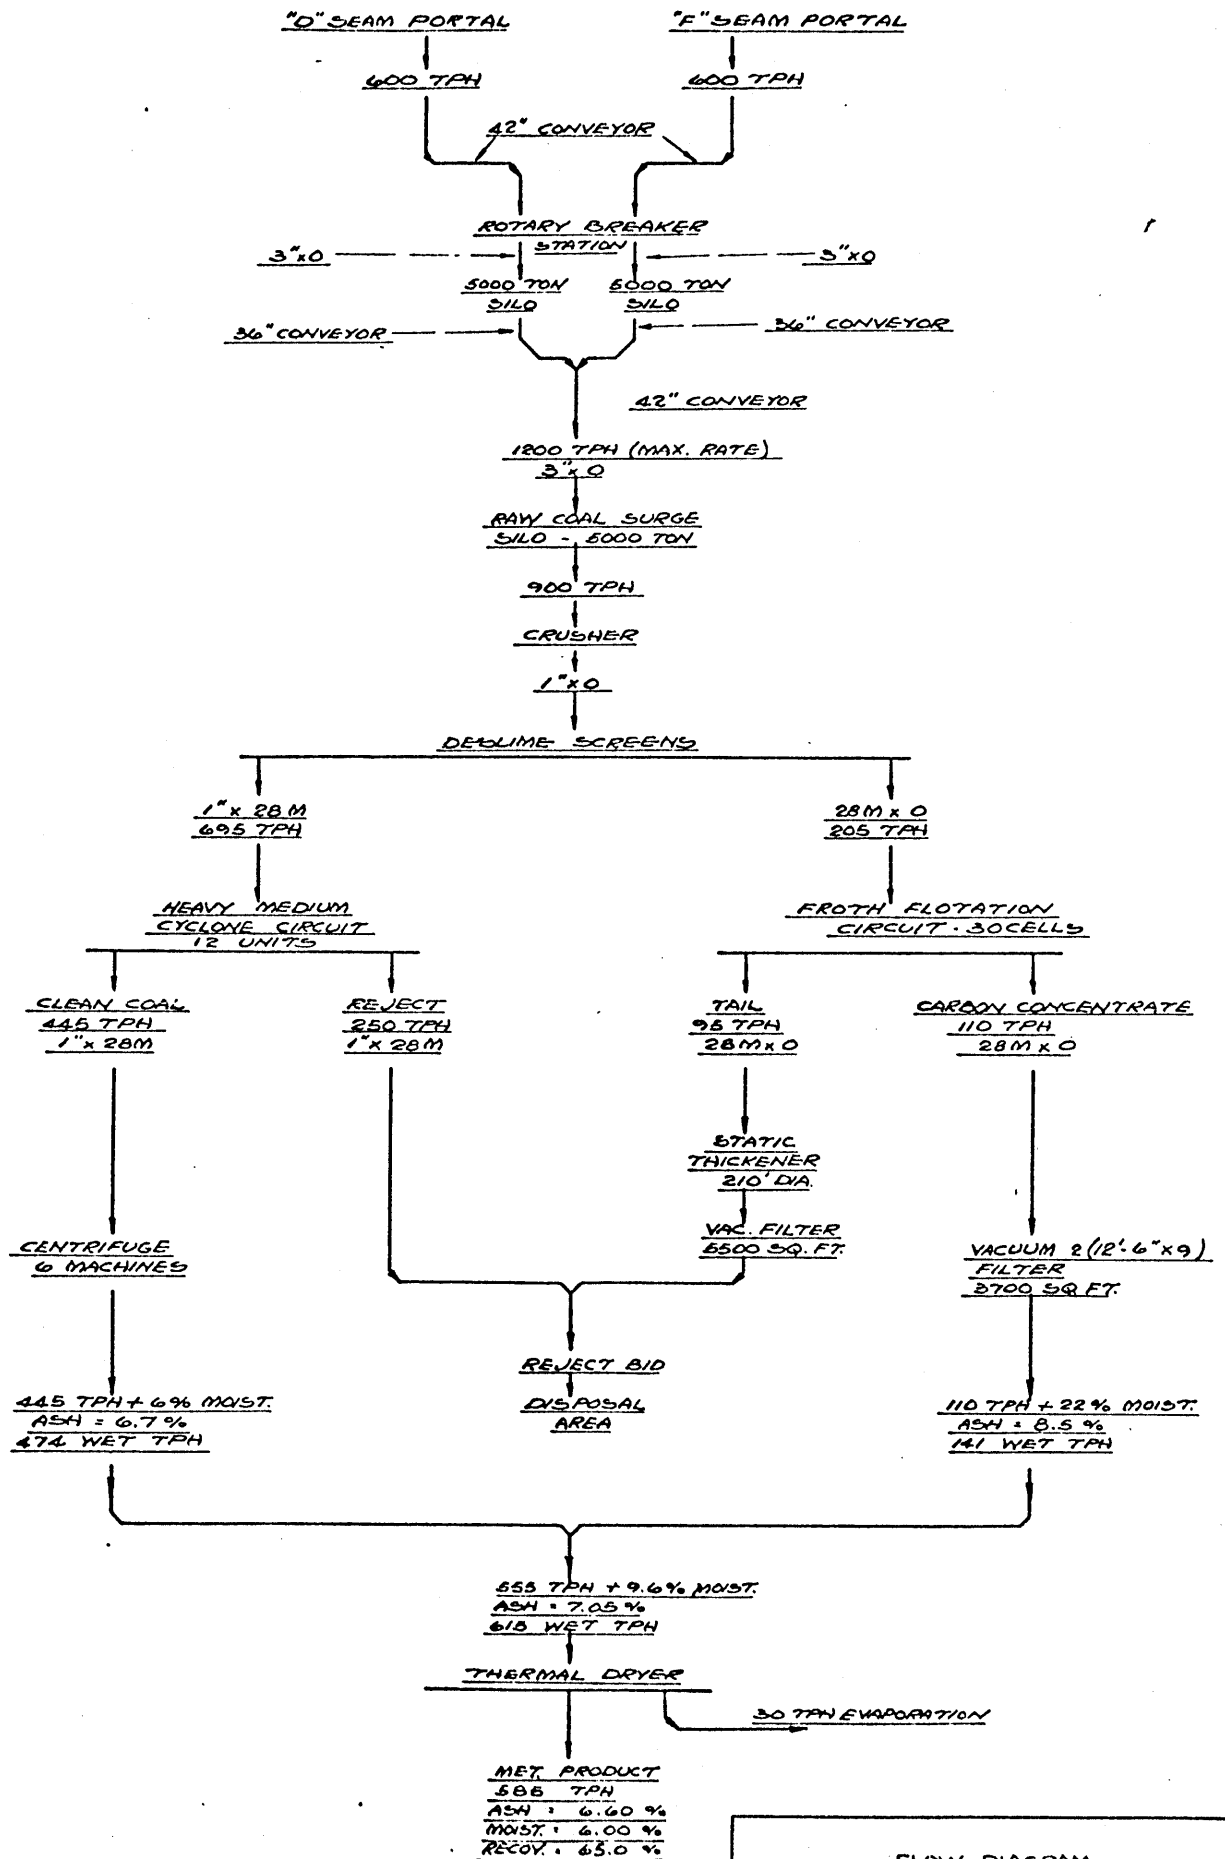 "D" SEAM PORTAL
"F" SEAM PORTAL
600 TPH
600 TPH
42" CONVEYOR
ROTARY BREAKER
STATION
3"x0
3"x0
5000 TON
SILO
5000 TON
SILO
36" CONVEYOR
36" CONVEYOR
42" CONVEYOR
1200 TPH (MAX. RATE)
3"x 0
RAW COAL SURGE
SILO - 5000 TON
900 TPH
CRUSHER
1"x0
DESLIME SCREENS
1"x 28 M
695 TPH
28M x 0
205 TPH
HEAVY MEDIUM
CYCLONE CIRCUIT
12 UNITS
FROTH FLOTATION
CIRCUIT - 30 CELLS
CLEAN COAL
445 TPH
1"x 28M
REJECT
250 TPH
1"x 28M
TAIL
95 TPH
28M x 0
CARBON CONCENTRATE
110 TPH
28M x 0
STATIC
THICKENER
210' DIA.
VAC. FILTER
5500 SQ. FT.
CENTRIFUGE
6 MACHINES
VACUUM 2(12'-6"x9)
FILTER
3700 SQ FT.
REJECT BID
DISPOSAL
AREA
445 TPH + 6% MOIST.
ASH = 6.7%
474 WET TPH
110 TPH + 22% MOIST.
ASH = 8.5%
141 WET TPH
555 TPH + 9.6% MOIST.
ASH = 7.05%
615 WET TPH
THERMAL DRYER
30 TPH EVAPORATION
MET. PRODUCT
585 TPH
ASH = 6.60 %
MOIST. = 6.00 %
RECOV. = 65.0 %
FLOW DIAGRAM